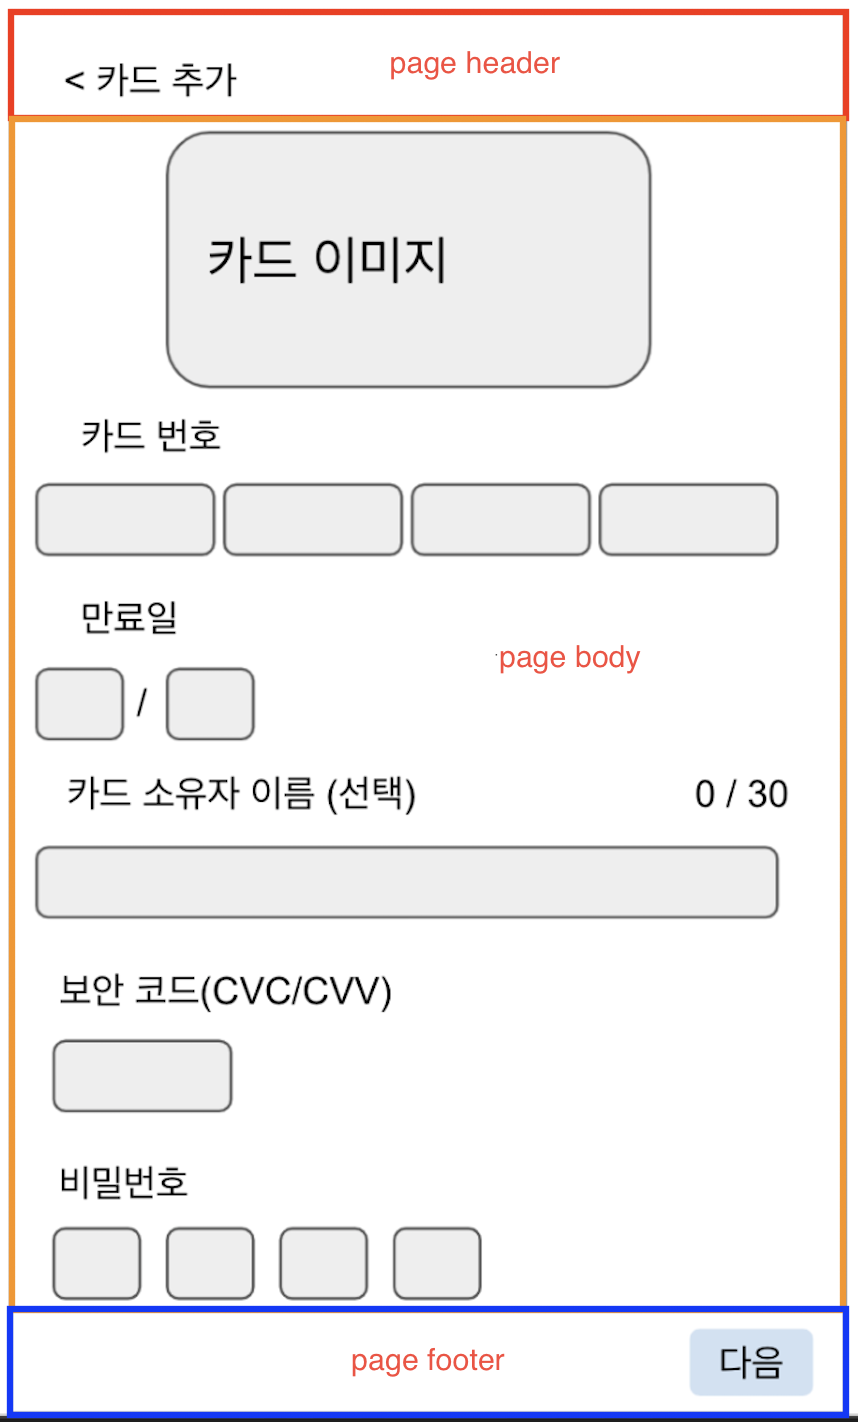 < 카드 추가
page header
카드 이미지
카드 번호
만료일
page body
/
카드 소유자 이름 (선택) 0 / 30
보안 코드(CVC/CVV)
비밀번호
page footer
다음